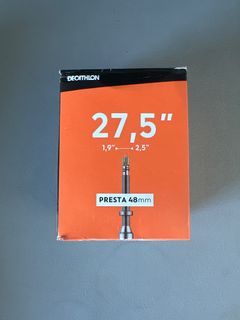 DECATHLON
27,5"
1,9" 2,5"
PRESTA 48mm